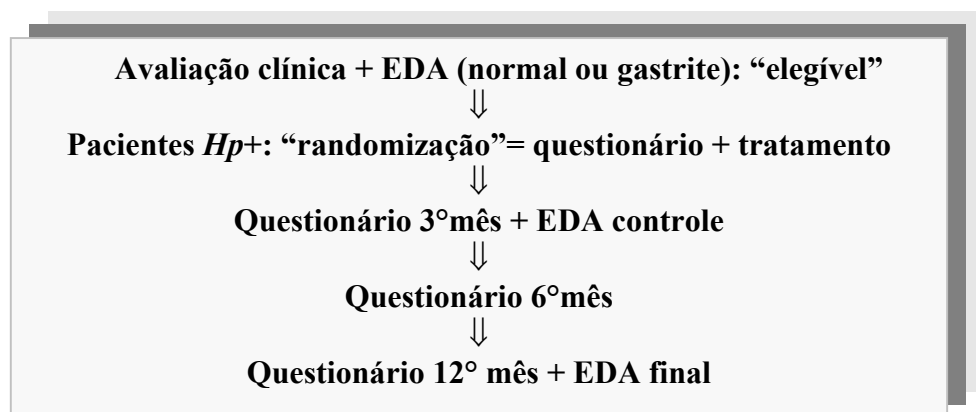 Avaliação clínica + EDA (normal ou gastrite): “elegível”
⇓
Pacientes Hp+: “randomização”= questionário + tratamento
⇓
Questionário 3°mês + EDA controle
⇓
Questionário 6°mês
⇓
Questionário 12° mês + EDA final